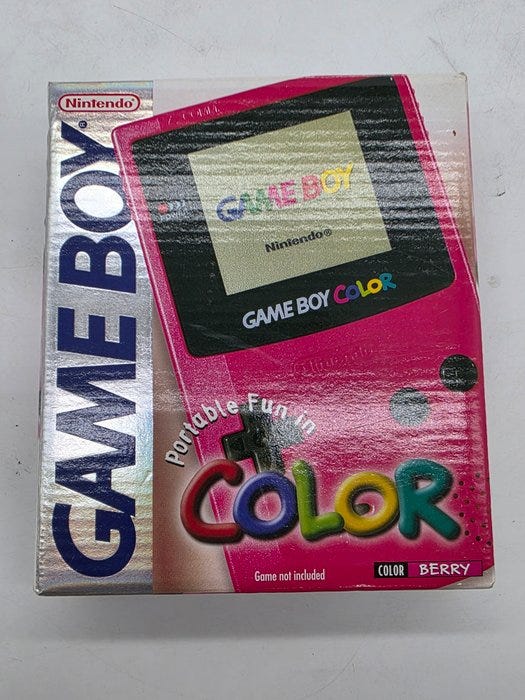 Nintendo®
GAME BOY®
GAME BOY
Nintendo®
GAME BOY COLOR
Portable Fun in
COLOR
Game not included
COLOR BERRY